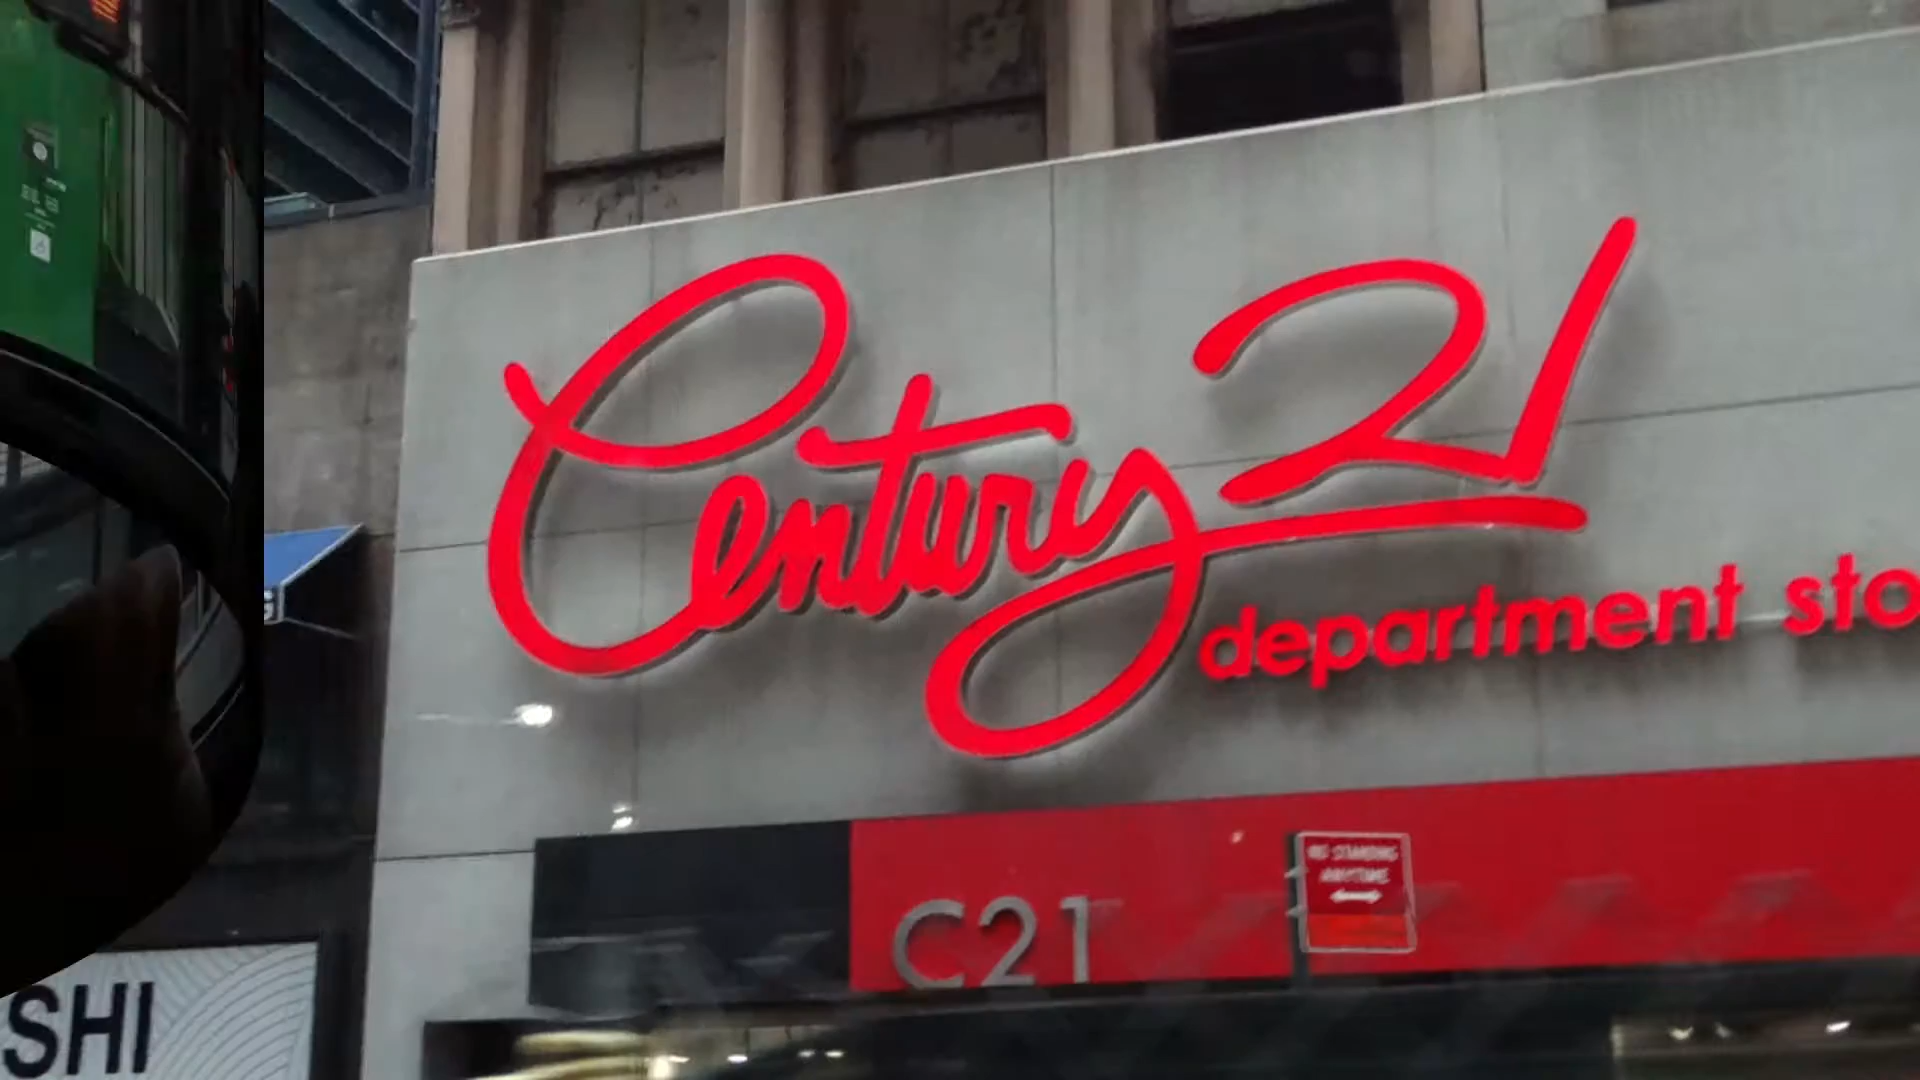 Century 21
department sto
C21
NO STANDING
ANYTIME
SHI